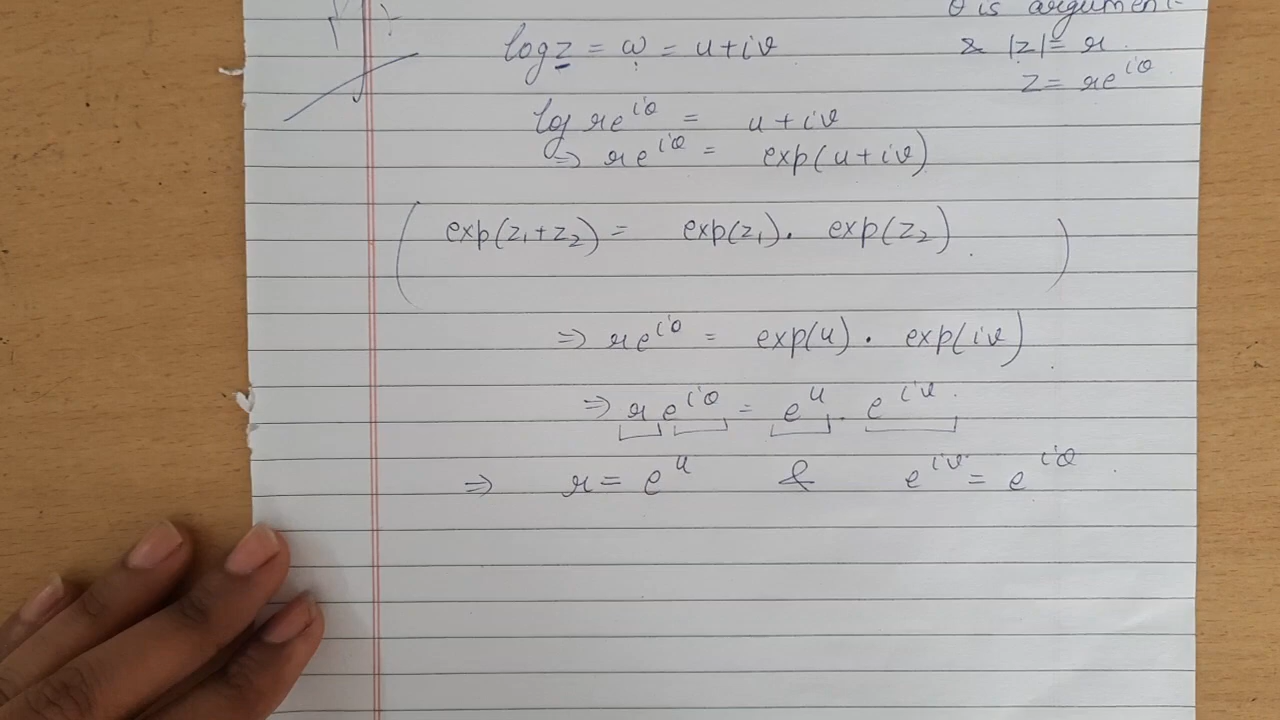 θ is argument
log z = ω = u+iv & |z| = r
z = re^{iθ}
log re^{iθ} = u+iv
⇒ re^{iθ} = exp(u+iv)
( exp(z₁+z₂) = exp(z₁). exp(z₂) . )
⇒ re^{iθ} = exp(u) . exp(iv)
⇒ r e^{iθ} = e^u . e^{iv}.
⇒ r = e^u & e^{iv} = e^{iθ} .